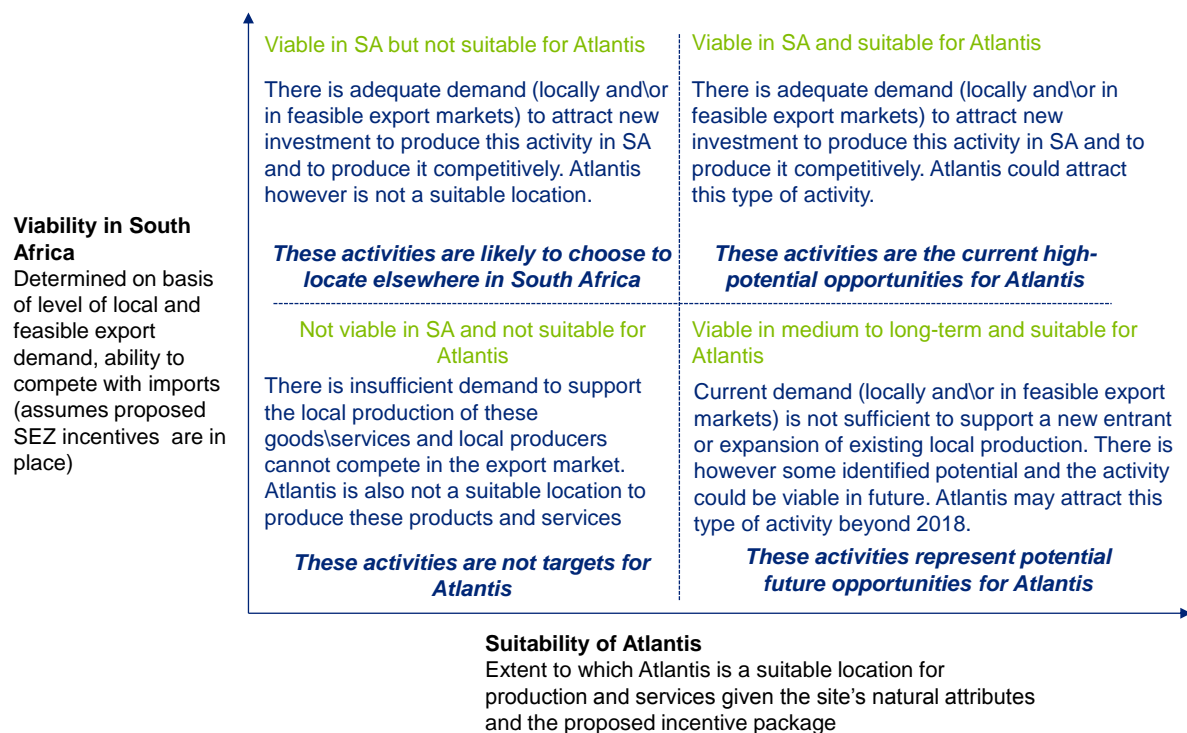 Viable in SA but not suitable for Atlantis
There is adequate demand (locally and\or
in feasible export markets) to attract new
investment to produce this activity in SA
and to produce it competitively. Atlantis
however is not a suitable location.
These activities are likely to choose to
locate elsewhere in South Africa
Viable in SA and suitable for Atlantis
There is adequate demand (locally and\or in
feasible export markets) to attract new
investment to produce this activity in SA and to
produce it competitively. Atlantis could attract
this type of activity.
These activities are the current high-
potential opportunities for Atlantis
Viability in South
Africa
Determined on basis
of level of local and
feasible export
demand, ability to
compete with imports
(assumes proposed
SEZ incentives are in
place)
Not viable in SA and not suitable for
Atlantis
There is insufficient demand to support
the local production of these
goods\services and local producers
cannot compete in the export market.
Atlantis is also not a suitable location to
produce these products and services
These activities are not targets for
Atlantis
Viable in medium to long-term and suitable for
Atlantis
Current demand (locally and\or in feasible export
markets) is not sufficient to support a new entrant
or expansion of existing local production. There is
however some identified potential and the activity
could be viable in future. Atlantis may attract this
type of activity beyond 2018.
These activities represent potential
future opportunities for Atlantis
Suitability of Atlantis
Extent to which Atlantis is a suitable location for
production and services given the site's natural attributes
and the proposed incentive package